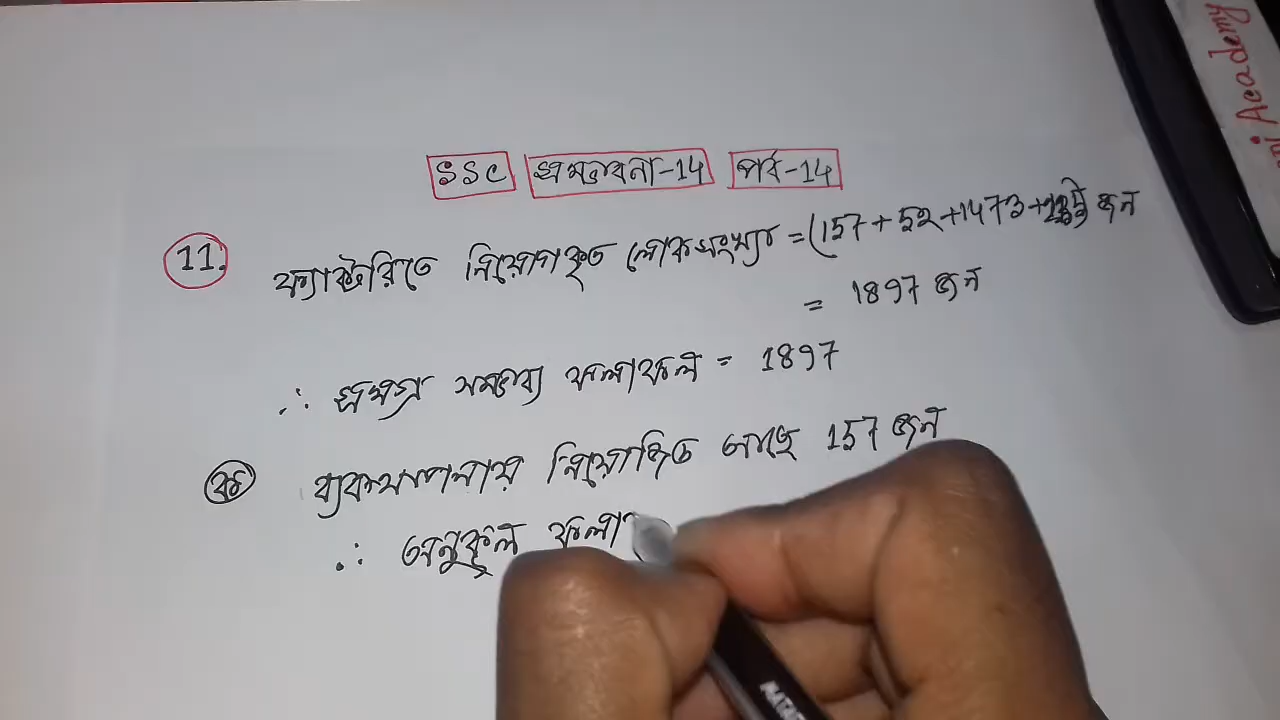 SSC সম্ভাবনা-14 পর্ব-14
11. ফ্যাক্টরিতে নিয়োগকৃত লোকসংখ্যা = (157 + 52 + 1473 + 215) জন
= 1897 জন
∴ সমগ্র সম্ভাব্য ফলাফল = 1897
ক ব্যবস্থাপনায় নিয়োজিত আছে 157 জন
∴ অনুকূল ফলা
Academy